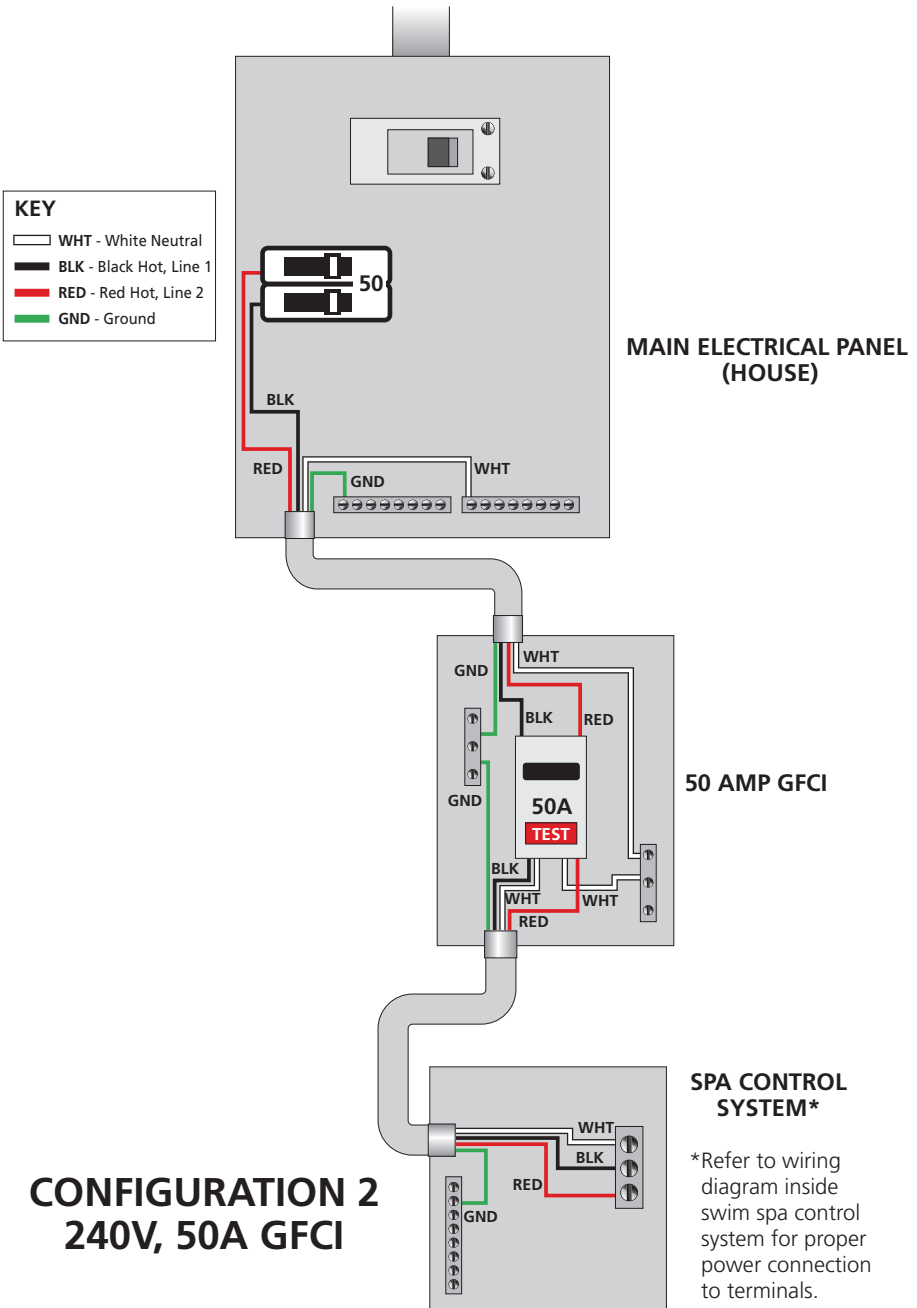 KEY
WHT - White Neutral
BLK - Black Hot, Line 1
RED - Red Hot, Line 2
GND - Ground
50
MAIN ELECTRICAL PANEL
(HOUSE)
BLK
RED
GND
WHT
WHT
GND
BLK
RED
50 AMP GFCI
GND
50A
TEST
BLK
WHT
WHT
RED
SPA CONTROL
SYSTEM*
WHT
BLK
RED
GND
*Refer to wiring
diagram inside
swim spa control
system for proper
power connection
to terminals.
CONFIGURATION 2
240V, 50A GFCI